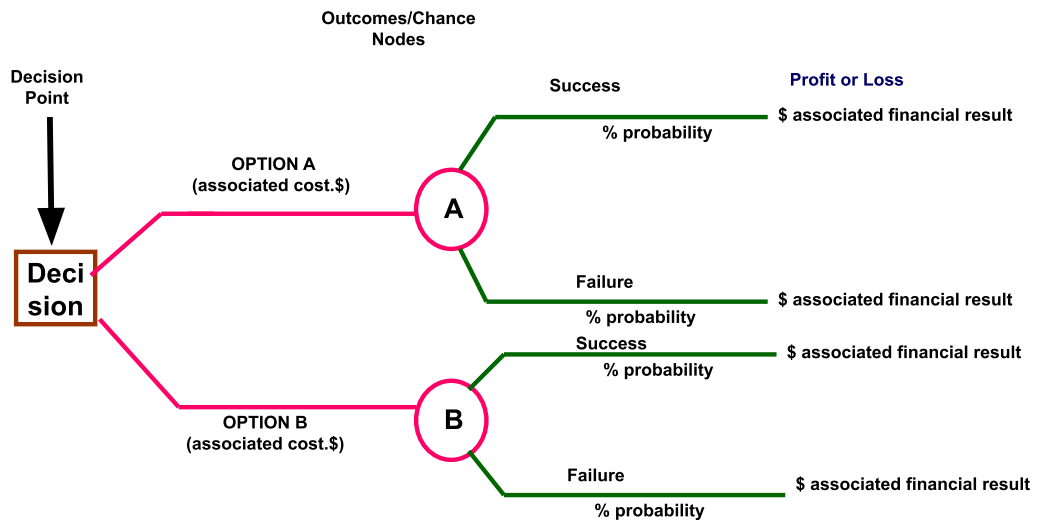 Outcomes/Chance
Nodes
Decision
Point
Success
Profit or Loss
$ associated financial result
% probability
OPTION A
(associated cost.$)
A
Deci
sion
Failure
$ associated financial result
% probability
Success
$ associated financial result
% probability
OPTION B
(associated cost.$)
B
Failure
$ associated financial result
% probability